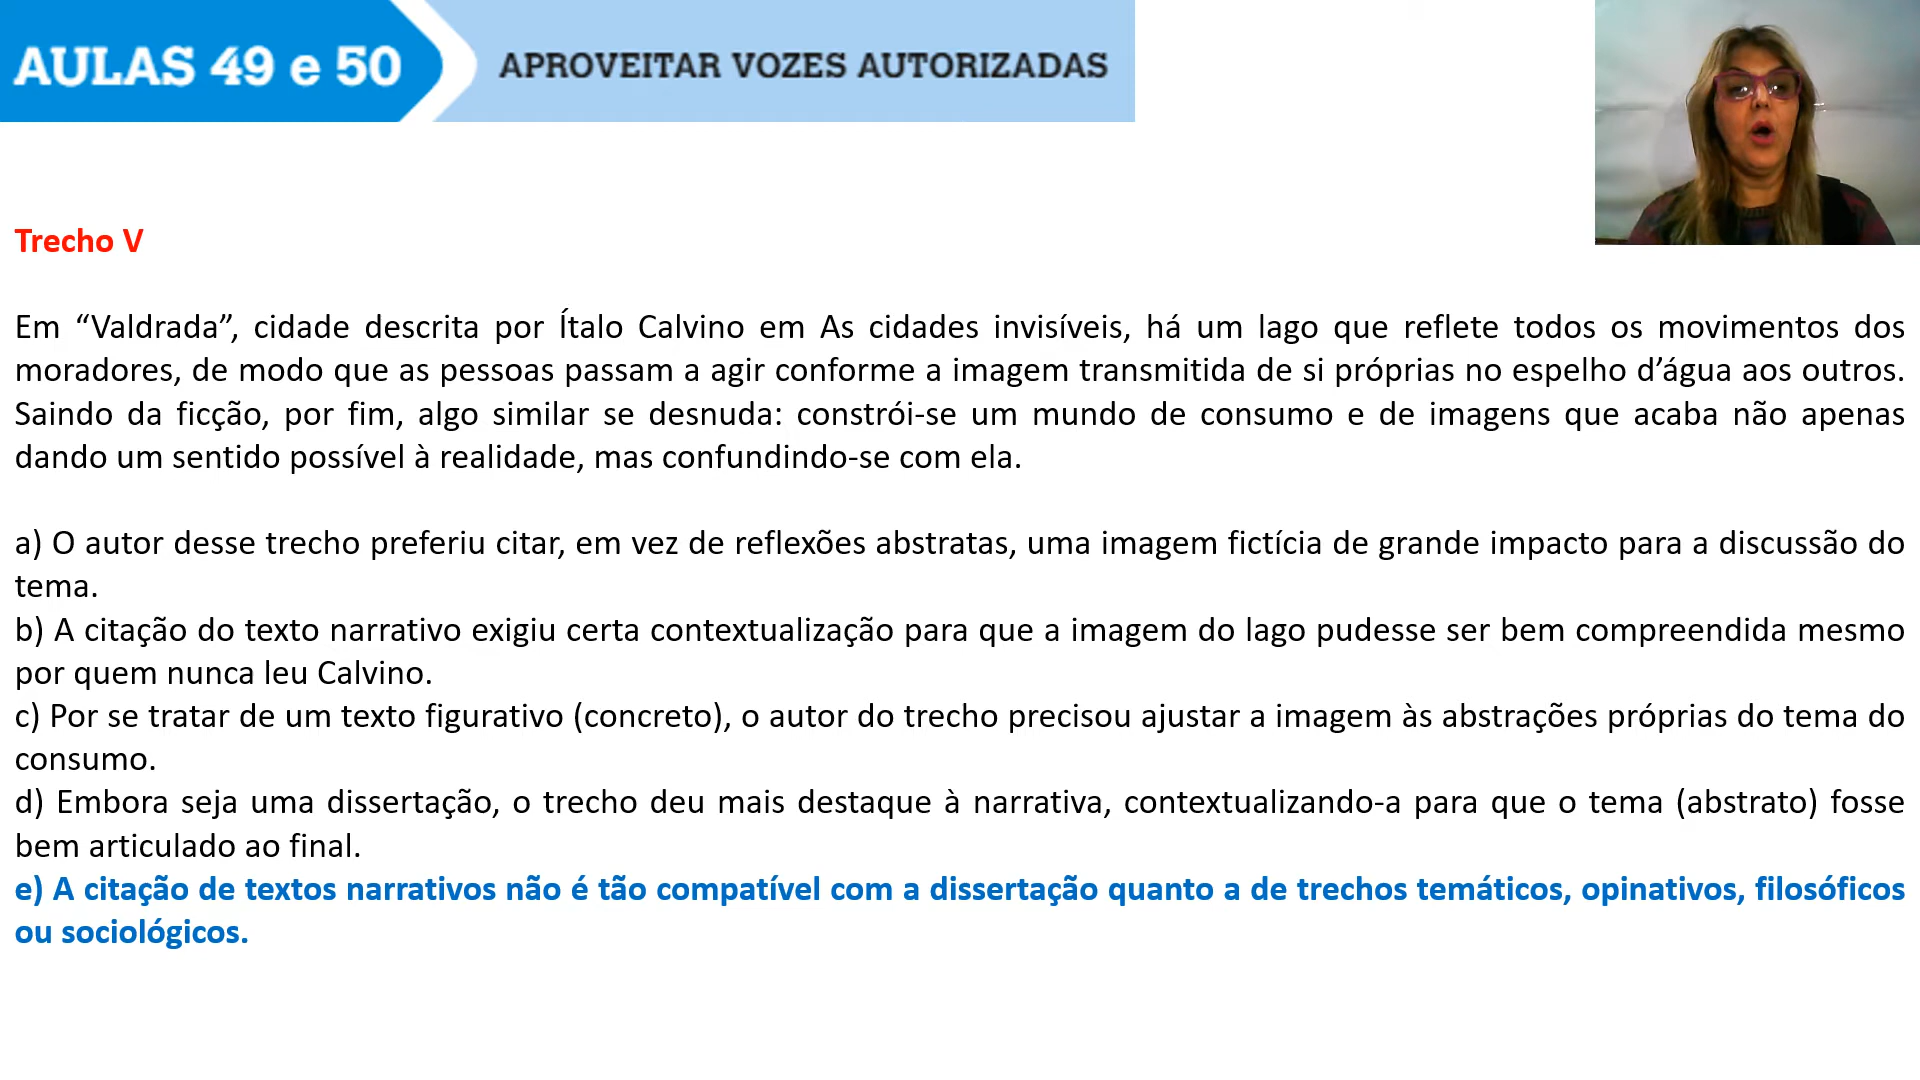 AULAS 49 e 50
APROVEITAR VOZES AUTORIZADAS
Trecho V
Em “Valdrada”, cidade descrita por Ítalo Calvino em As cidades invisíveis, há um lago que reflete todos os movimentos dos
moradores, de modo que as pessoas passam a agir conforme a imagem transmitida de si próprias no espelho d’água aos outros.
Saindo da ficção, por fim, algo similar se desnuda: constrói-se um mundo de consumo e de imagens que acaba não apenas
dando um sentido possível à realidade, mas confundindo-se com ela.
a) O autor desse trecho preferiu citar, em vez de reflexões abstratas, uma imagem fictícia de grande impacto para a discussão do
tema.
b) A citação do texto narrativo exigiu certa contextualização para que a imagem do lago pudesse ser bem compreendida mesmo
por quem nunca leu Calvino.
c) Por se tratar de um texto figurativo (concreto), o autor do trecho precisou ajustar a imagem às abstrações próprias do tema do
consumo.
d) Embora seja uma dissertação, o trecho deu mais destaque à narrativa, contextualizando-a para que o tema (abstrato) fosse
bem articulado ao final.
e) A citação de textos narrativos não é tão compatível com a dissertação quanto a de trechos temáticos, opinativos, filosóficos
ou sociológicos.